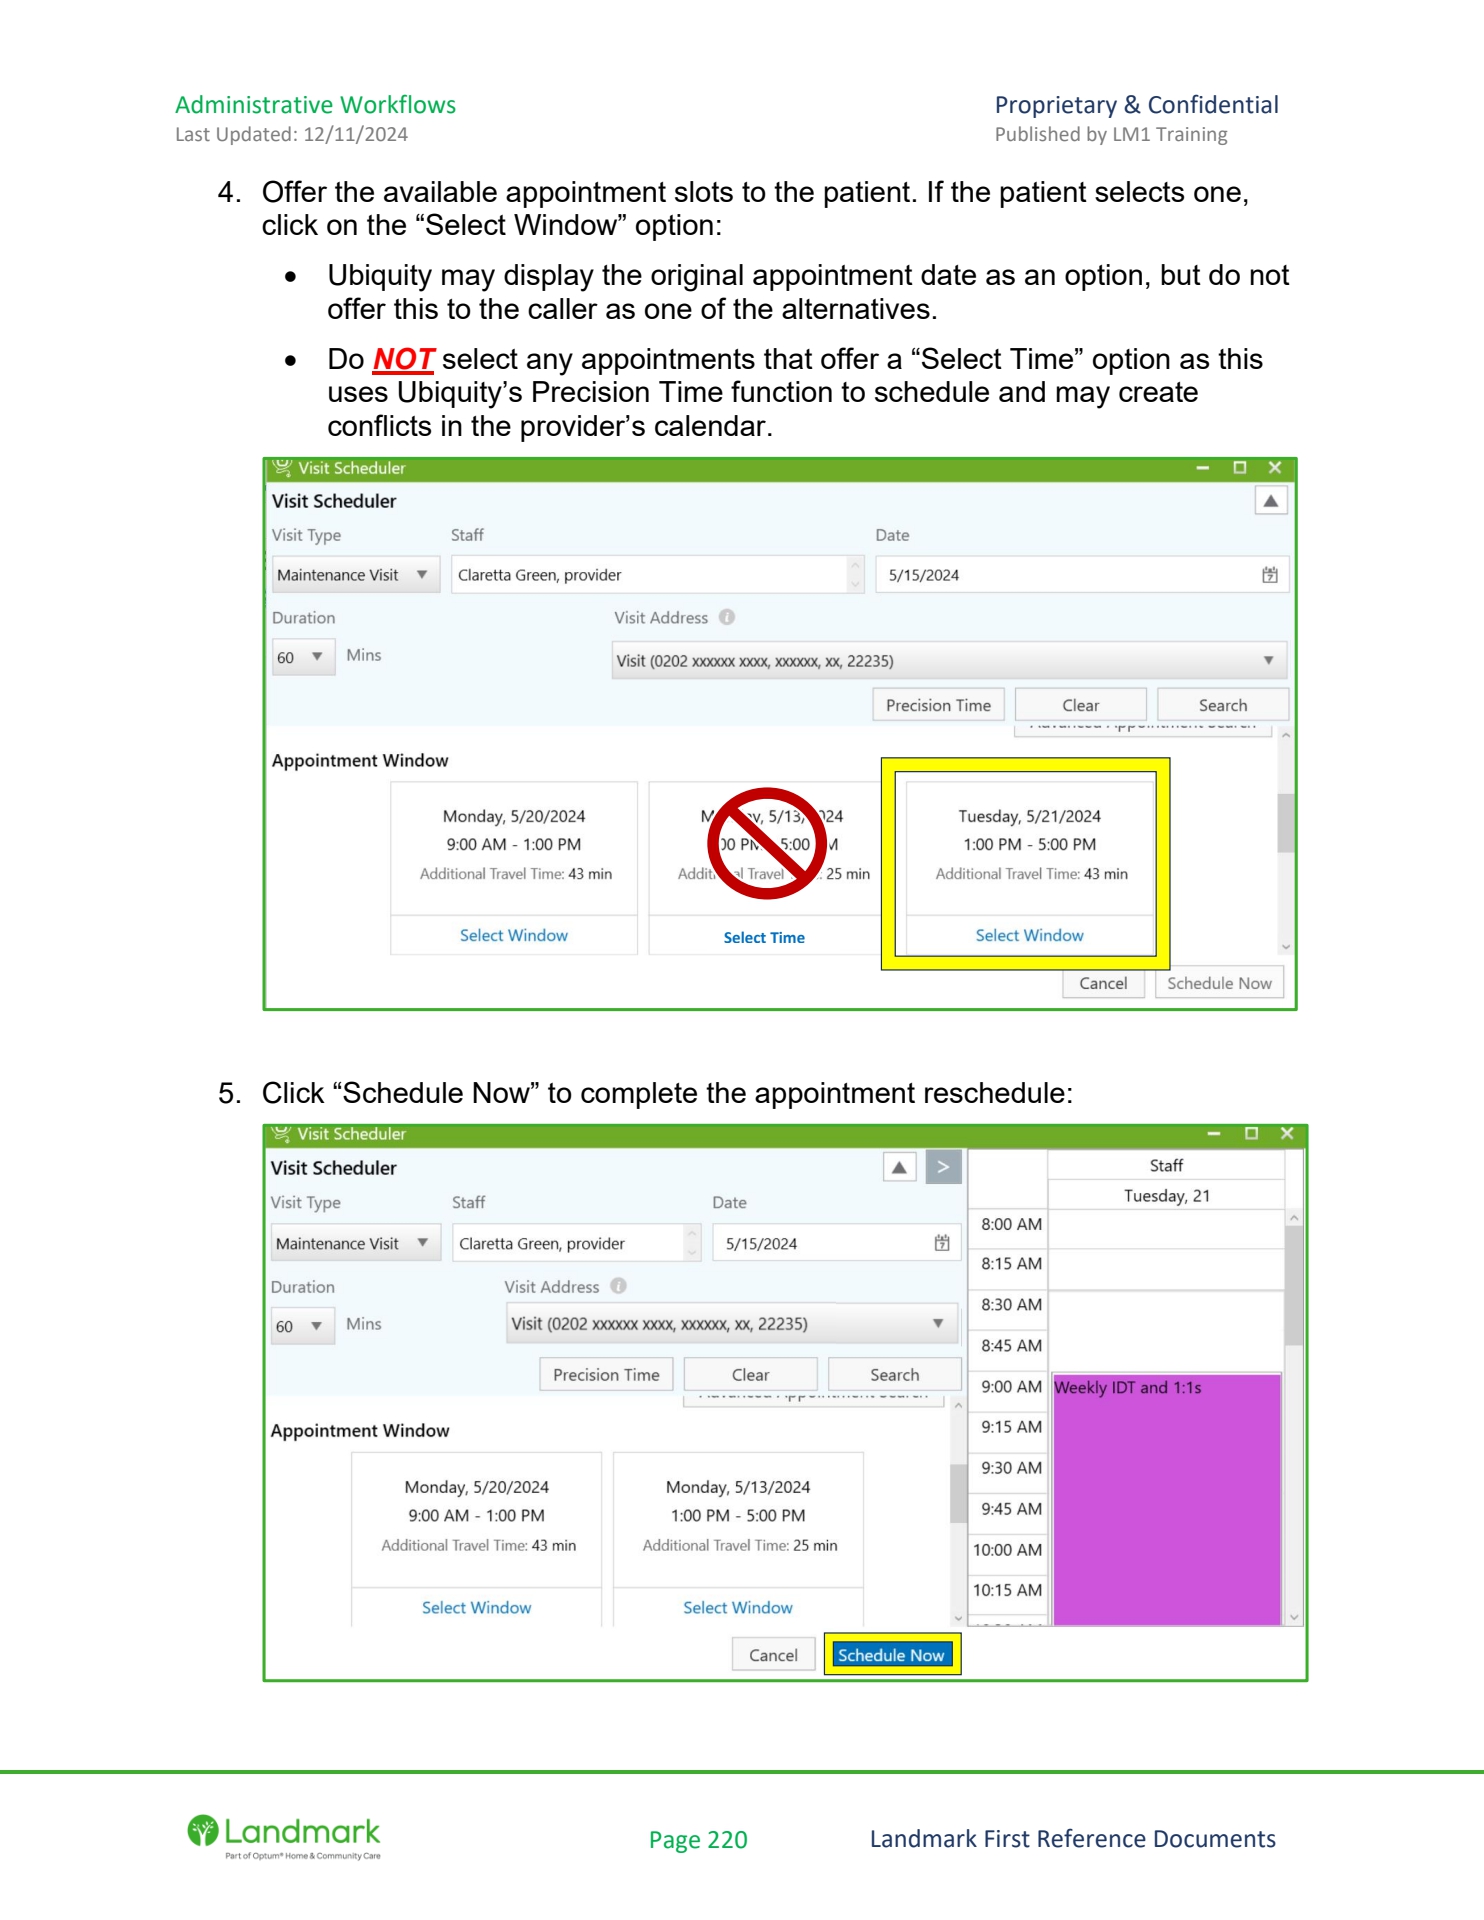 Administrative Workflows
Proprietary & Confidential
Last Updated: 12/11/2024
Published by LM1 Training
4. Offer the available appointment slots to the patient. If the patient selects one,
click on the “Select Window” option:
• Ubiquity may display the original appointment date as an option, but do not
offer this to the caller as one of the alternatives.
• Do NOT select any appointments that offer a “Select Time” option as this
uses Ubiquity’s Precision Time function to schedule and may create
conflicts in the provider’s calendar.
Visit Scheduler
Visit Scheduler
Visit Type
Staff
Date
Maintenance Visit
Claretta Green, provider
5/15/2024
Duration
Visit Address
60
Mins
Visit (0202 xxxxxx xxxx, xxxxxx, xx, 22235)
Precision Time
Clear
Search
Advanced Appointment Search
Appointment Window
Monday, 5/20/2024
9:00 AM - 1:00 PM
Additional Travel Time: 43 min
Select Window
5/13/
5:00
Travel 25 min
Select Time
Tuesday, 5/21/2024
1:00 PM - 5:00 PM
Additional Travel Time: 43 min
Select Window
Cancel
Schedule Now
5. Click “Schedule Now” to complete the appointment reschedule:
Visit Scheduler
Visit Scheduler
Visit Type
Staff
Date
Maintenance Visit
Claretta Green, provider
5/15/2024
Duration
Visit Address
60
Mins
Visit (0202 xxxxxx xxxx, xxxxxx, xx, 22235)
Precision Time
Clear
Search
Advanced Appointment Search
Appointment Window
Monday, 5/20/2024
9:00 AM - 1:00 PM
Additional Travel Time: 43 min
Select Window
Monday, 5/13/2024
1:00 PM - 5:00 PM
Additional Travel Time: 25 min
Select Window
Cancel
Schedule Now
Staff
Tuesday, 21
8:00 AM
8:15 AM
8:30 AM
8:45 AM
9:00 AM
Weekly IDT and 1:1s
9:15 AM
9:30 AM
9:45 AM
10:00 AM
10:15 AM
Landmark
Part of Optum® Home & Community Care
Page 220
Landmark First Reference Documents